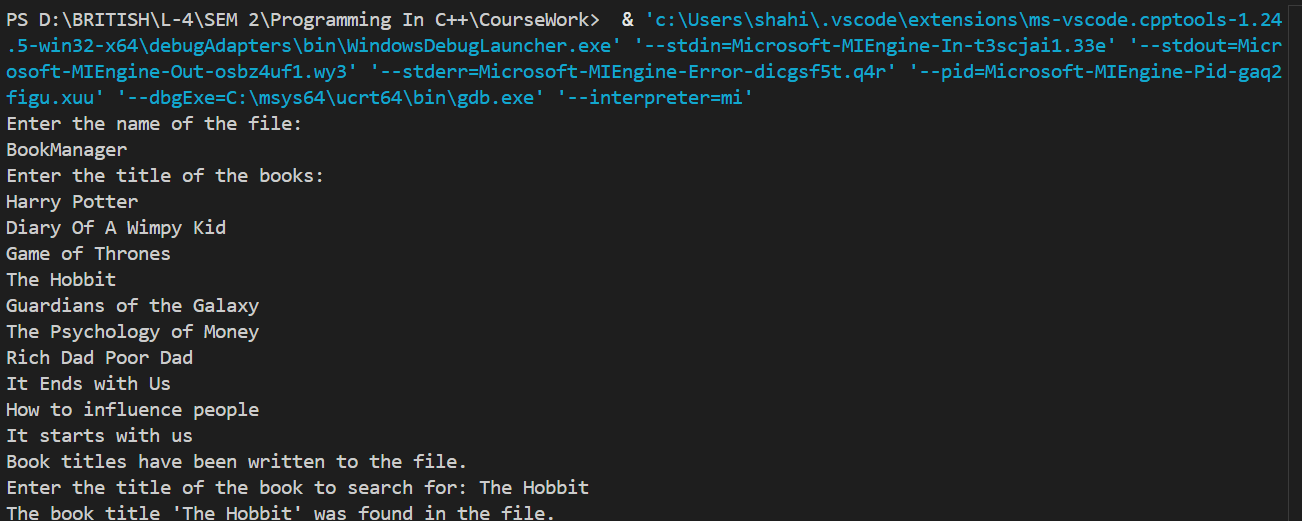 PS D:\BRITISH\L-4\SEM 2\Programming In C++\CourseWork>  & 'c:\Users\shahi\.vscode\extensions\ms-vscode.cpptools-1.24
.5-win32-x64\debugAdapters\bin\WindowsDebugLauncher.exe' '--stdin=Microsoft-MIEngine-In-t3scjai1.33e' '--stdout=Micr
osoft-MIEngine-Out-osbz4uf1.wy3' '--stderr=Microsoft-MIEngine-Error-dicgsf5t.q4r' '--pid=Microsoft-MIEngine-Pid-gaq2
figu.xuu' '--dbgExe=C:\msys64\ucrt64\bin\gdb.exe' '--interpreter=mi'
Enter the name of the file:
BookManager
Enter the title of the books:
Harry Potter
Diary Of A Wimpy Kid
Game of Thrones
The Hobbit
Guardians of the Galaxy
The Psychology of Money
Rich Dad Poor Dad
It Ends with Us
How to influence people
It starts with us
Book titles have been written to the file.
Enter the title of the book to search for: The Hobbit
The book title 'The Hobbit' was found in the file.